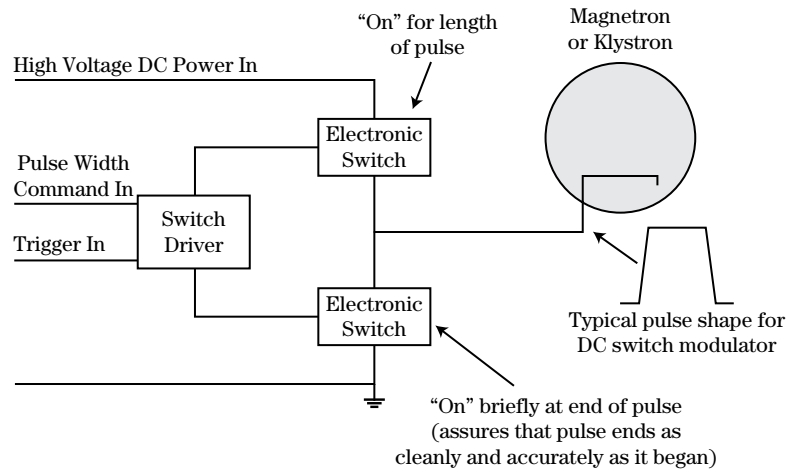 “On” for length
of pulse
Magnetron
or Klystron
High Voltage DC Power In
Electronic
Switch
Pulse Width
Command In
Switch
Driver
Trigger In
Electronic
Switch
Typical pulse shape for
DC switch modulator
“On” briefly at end of pulse
(assures that pulse ends as
cleanly and accurately as it began)